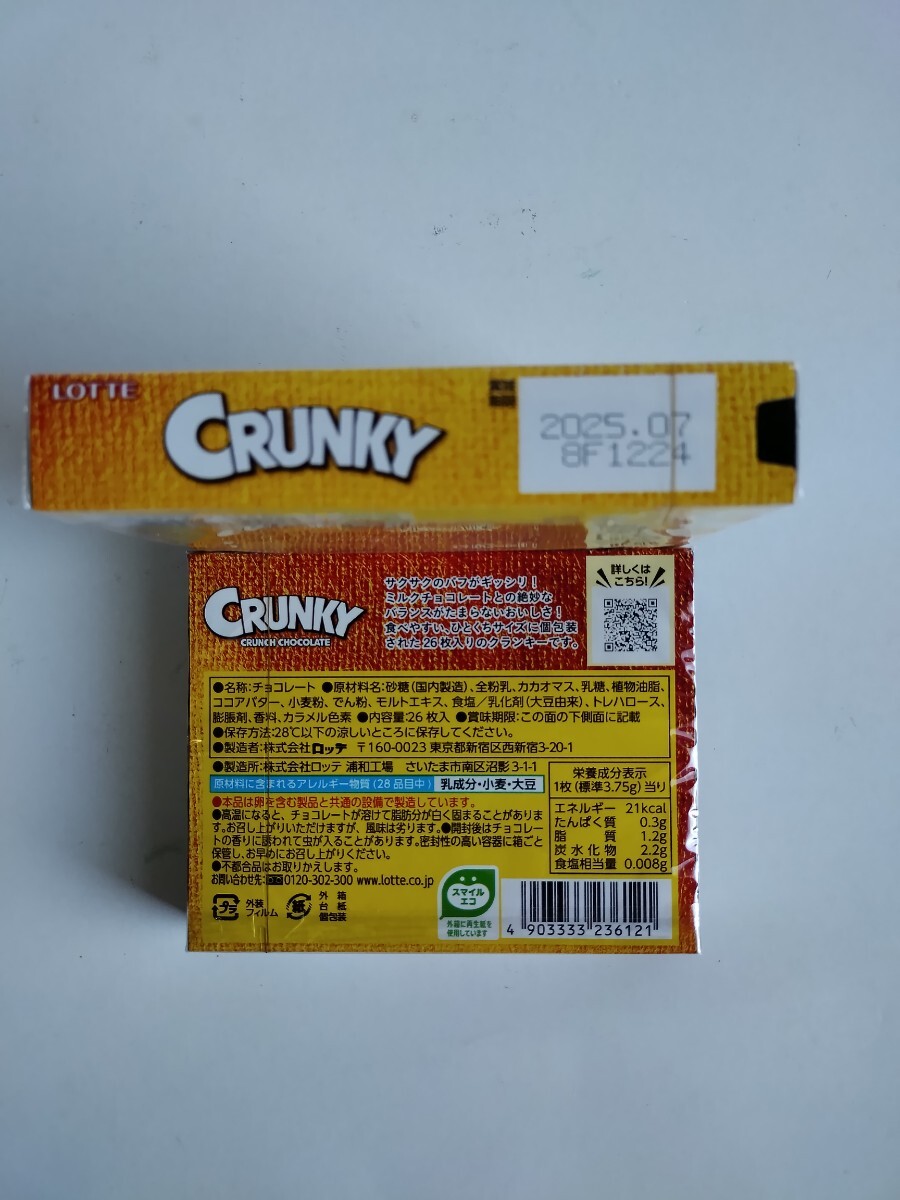 LOTTE
CRUNKY
2025.07
8F1224
CRUNKY
CRUNCH CHOCOLATE
サクサクのパフがギッシリ！
ミルクチョコレートとの絶妙な
バランスがたまらないおいしさ！
食べやすい、ひとくちサイズに個包装
された26枚入りのクランキーです。
詳しくは
こちら！
●名称:チョコレート ●原材料名:砂糖(国内製造)、全粉乳、カカオマス、乳糖、植物油脂、
ココアバター、小麦粉、でん粉、モルトエキス、食塩／乳化剤(大豆由来)、トレハロース、
膨脹剤、香料、カラメル色素 ●内容量:26枚入 ●賞味期限:この面の下側面に記載
●保存方法:28℃以下の涼しいところに保存してください。
●製造者:株式会社ロッテ 〒160-0023 東京都新宿区西新宿3-20-1
●製造所:株式会社ロッテ 浦和工場 さいたま市南区沼影3-1-1
原材料に含まれるアレルギー物質(28品目中) 乳成分・小麦・大豆
●本品は卵を含む製品と共通の設備で製造しています。
●高温になると、チョコレートが溶けて脂肪分が白く固まることがありま
す。お召し上がりいただけますが、風味は劣ります。●開封後はチョコレー
トの香りに誘われて虫が入ることがあります。密封性の高い容器に箱ごと
保管し、お早めにお召し上がりください。
●不都合品はお取りかえします。
お問い合わせ先:0120-302-300 www.lotte.co.jp
プラ
外装
フィルム
紙
外箱
台紙
個包装
栄養成分表示
1枚(標準3.75g)当り
エネルギー 21kcal
たんぱく質 0.3g
脂質 1.2g
炭水化物 2.2g
食塩相当量 0.008g
スマイル
エコ
外箱に再生紙を
使用しています
4 903333 236121